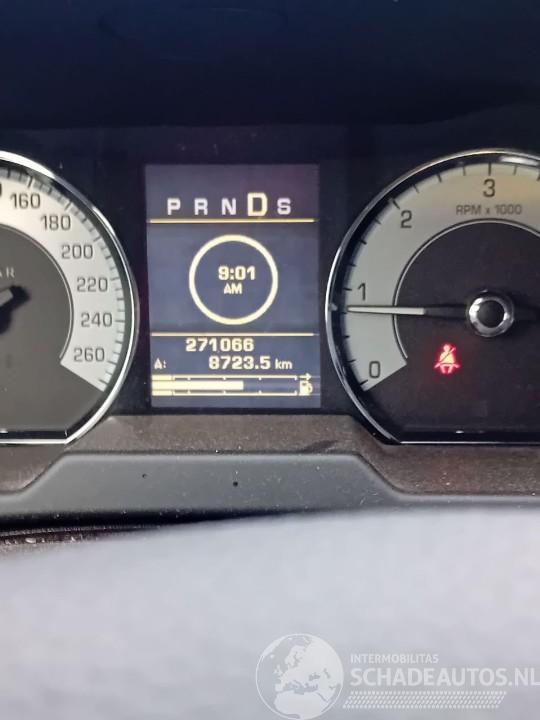 160
180
200
220
240
260
AR
P R N D S
9:01
AM
271066
A: 8723.5 km
3
2
RPM x 1000
1
0
INTERMOBILITAS
SCHADEAUTOS.NL